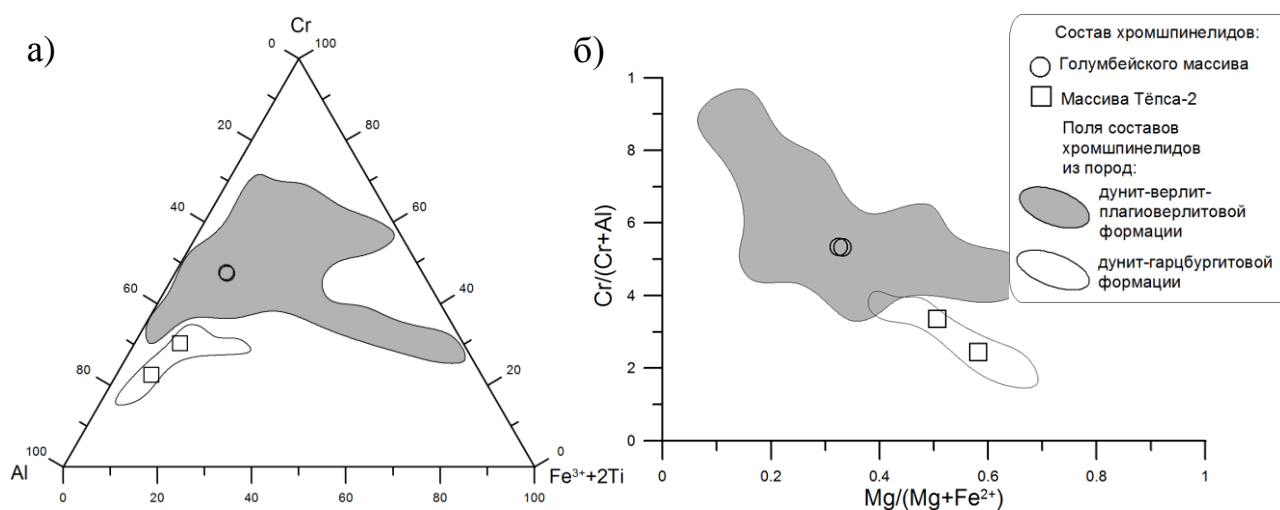 а)
Cr
0
100
20
80
40
60
60
40
80
20
100
0
Al
Fe³⁺+2Ti
0
20
40
60
80
100
б)
1
8
6
4
2
0
Cr/(Cr+Al)
0.2
0.4
0.6
0.8
1
Mg/(Mg+Fe²⁺)
Состав хромшпинелидов:
Голумбейского массива
Массива Тёпса-2
Поля составов
хромшпинелидов
из пород:
дунит-верлит-
плагиоверлитовой
формации
дунит-гарцбургитовой
формации